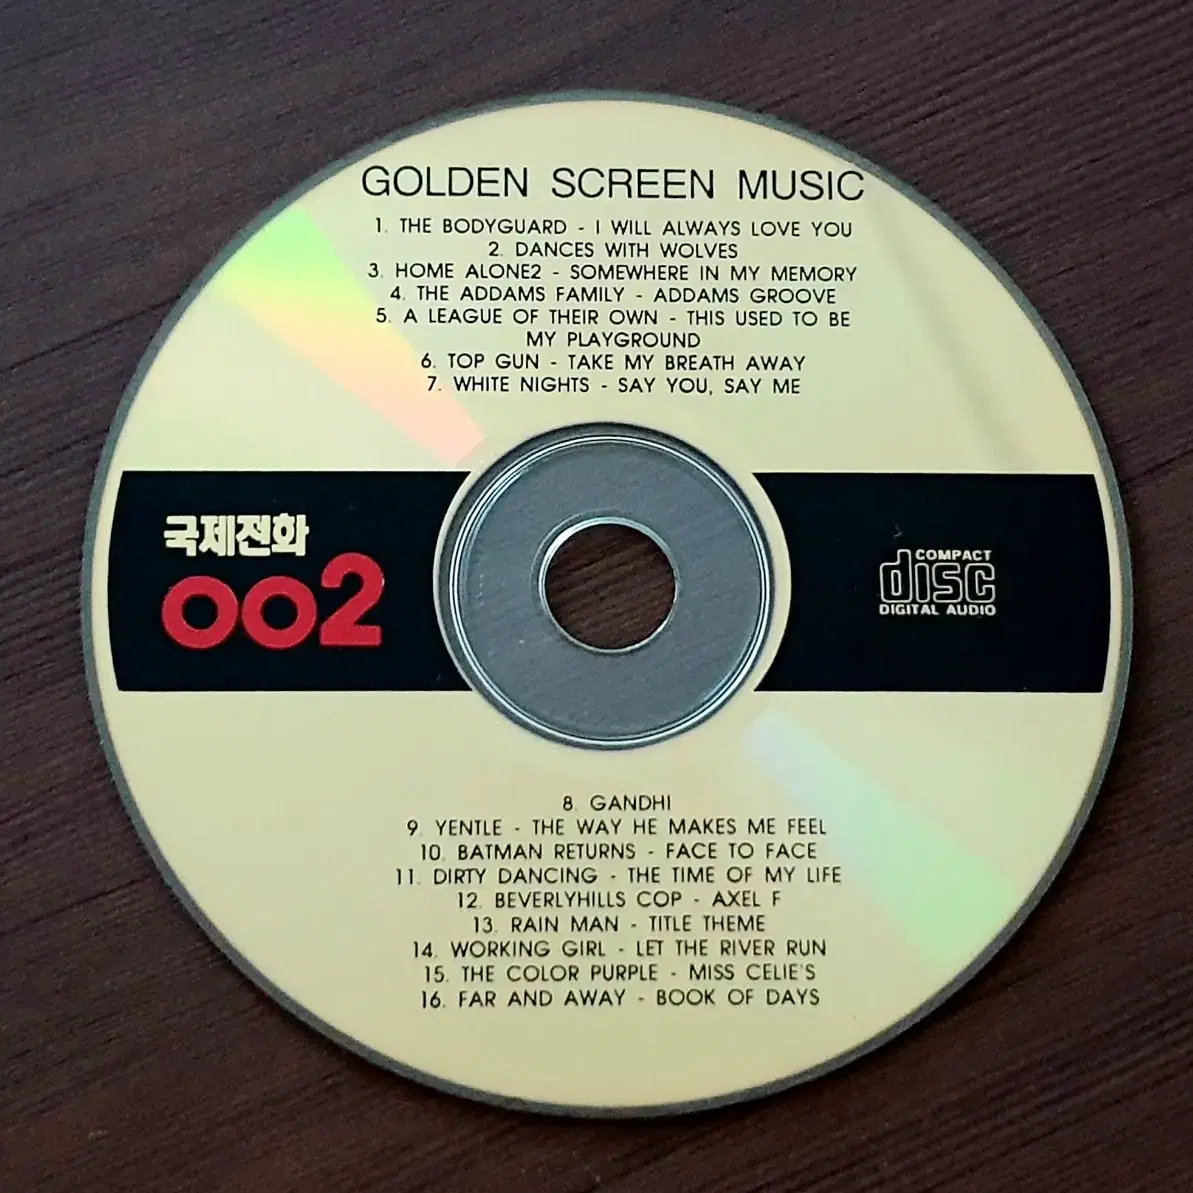 GOLDEN SCREEN MUSIC
1. THE BODYGUARD - I WILL ALWAYS LOVE YOU
2. DANCES WITH WOLVES
3. HOME ALONE2 - SOMEWHERE IN MY MEMORY
4. THE ADDAMS FAMILY - ADDAMS GROOVE
5. A LEAGUE OF THEIR OWN - THIS USED TO BE
MY PLAYGROUND
6. TOP GUN - TAKE MY BREATH AWAY
7. WHITE NIGHTS - SAY YOU, SAY ME
국제전화
002
COMPACT
disc
DIGITAL AUDIO
8. GANDHI
9. YENTLE - THE WAY HE MAKES ME FEEL
10. BATMAN RETURNS - FACE TO FACE
11. DIRTY DANCING - THE TIME OF MY LIFE
12. BEVERLYHILLS COP - AXEL F
13. RAIN MAN - TITLE THEME
14. WORKING GIRL - LET THE RIVER RUN
15. THE COLOR PURPLE - MISS CELIE'S
16. FAR AND AWAY - BOOK OF DAYS